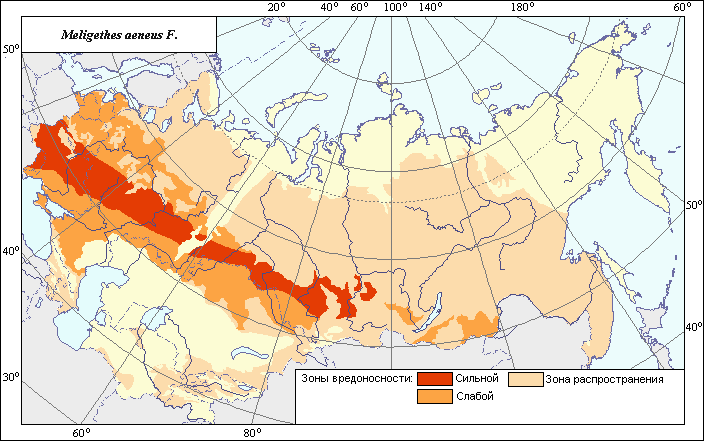 20° 40° 60° 100° 140° 180° 60°
Meligethes aeneus F.
50°
50°
40°
40°
30°
Зоны вредоносности: Сильной Зона распространения
Слабой
60° 80°